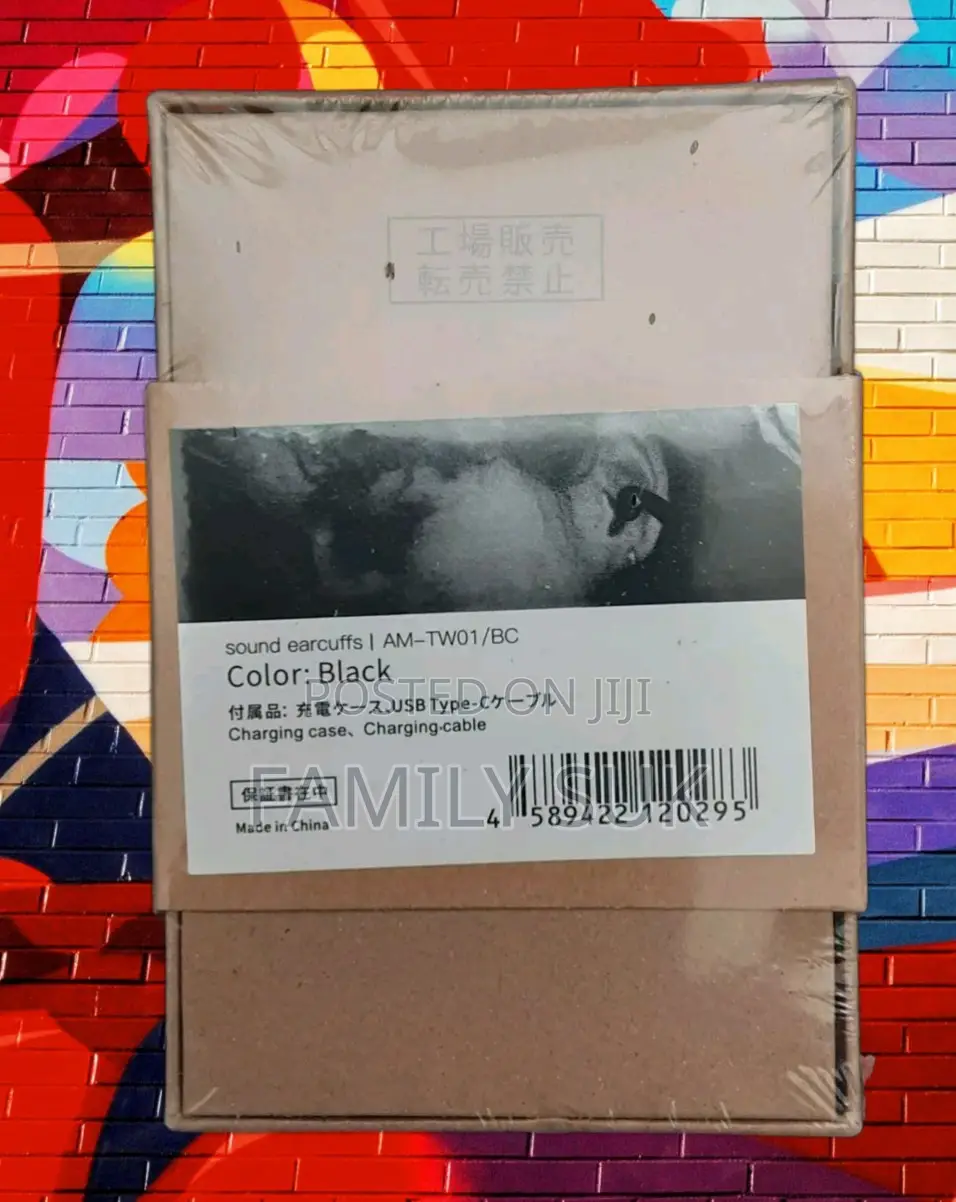 工場販売
転売禁止
sound earcuffs | AM-TW01/BC
Color: Black
付属品: 充電ケース、USB Type-Cケーブル
Charging case、Charging cable
保証書在中
Made in China
4 589422 120295
POSTED ON JIJI
FAMILY SUK